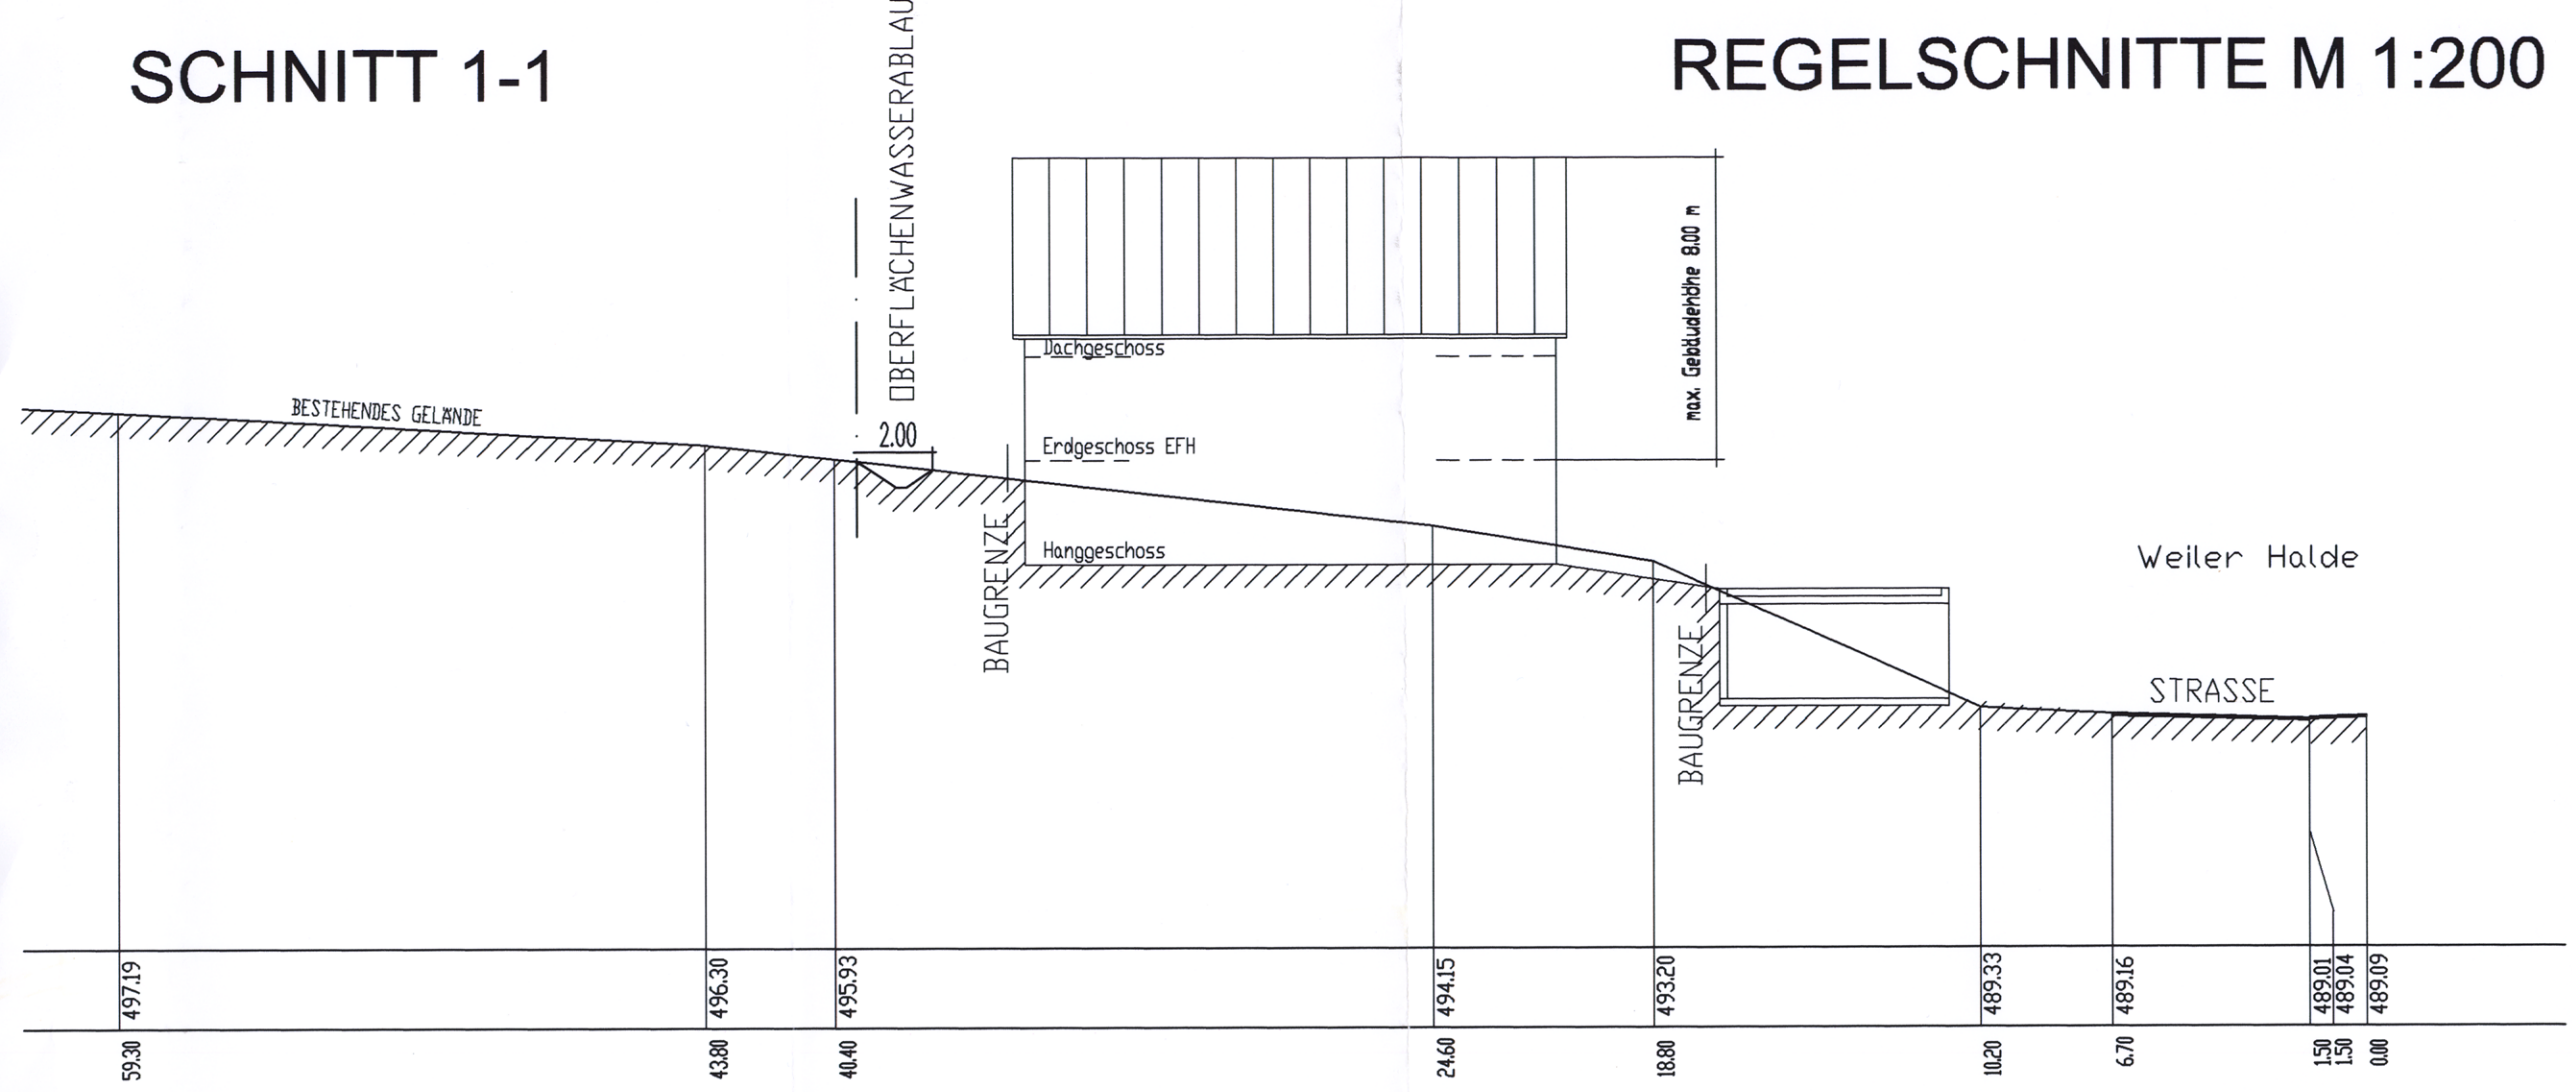 SCHNITT 1-1
REGELSCHNITTE M 1:200
OBERFLÄCHENWASSERABLAU
max. Gebäudehöhe 8.00 m
Dachgeschoss
BESTEHENDES GELÄNDE
2.00
Erdgeschoss EFH
BAUGRENZE
Hanggeschoss
Weiler Halde
BAUGRENZE
STRASSE
497.19
496.30
495.93
494.15
493.20
489.33
489.16
489.01
489.04
489.09
59.30
43.80
40.40
24.60
18.80
10.20
6.70
1.50
1.50
0.00